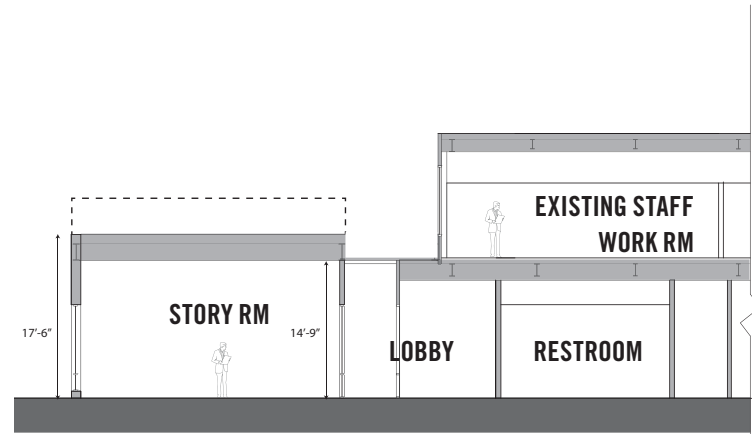 EXISTING STAFF
WORK RM
STORY RM
17'-6"
14'-9"
LOBBY
RESTROOM